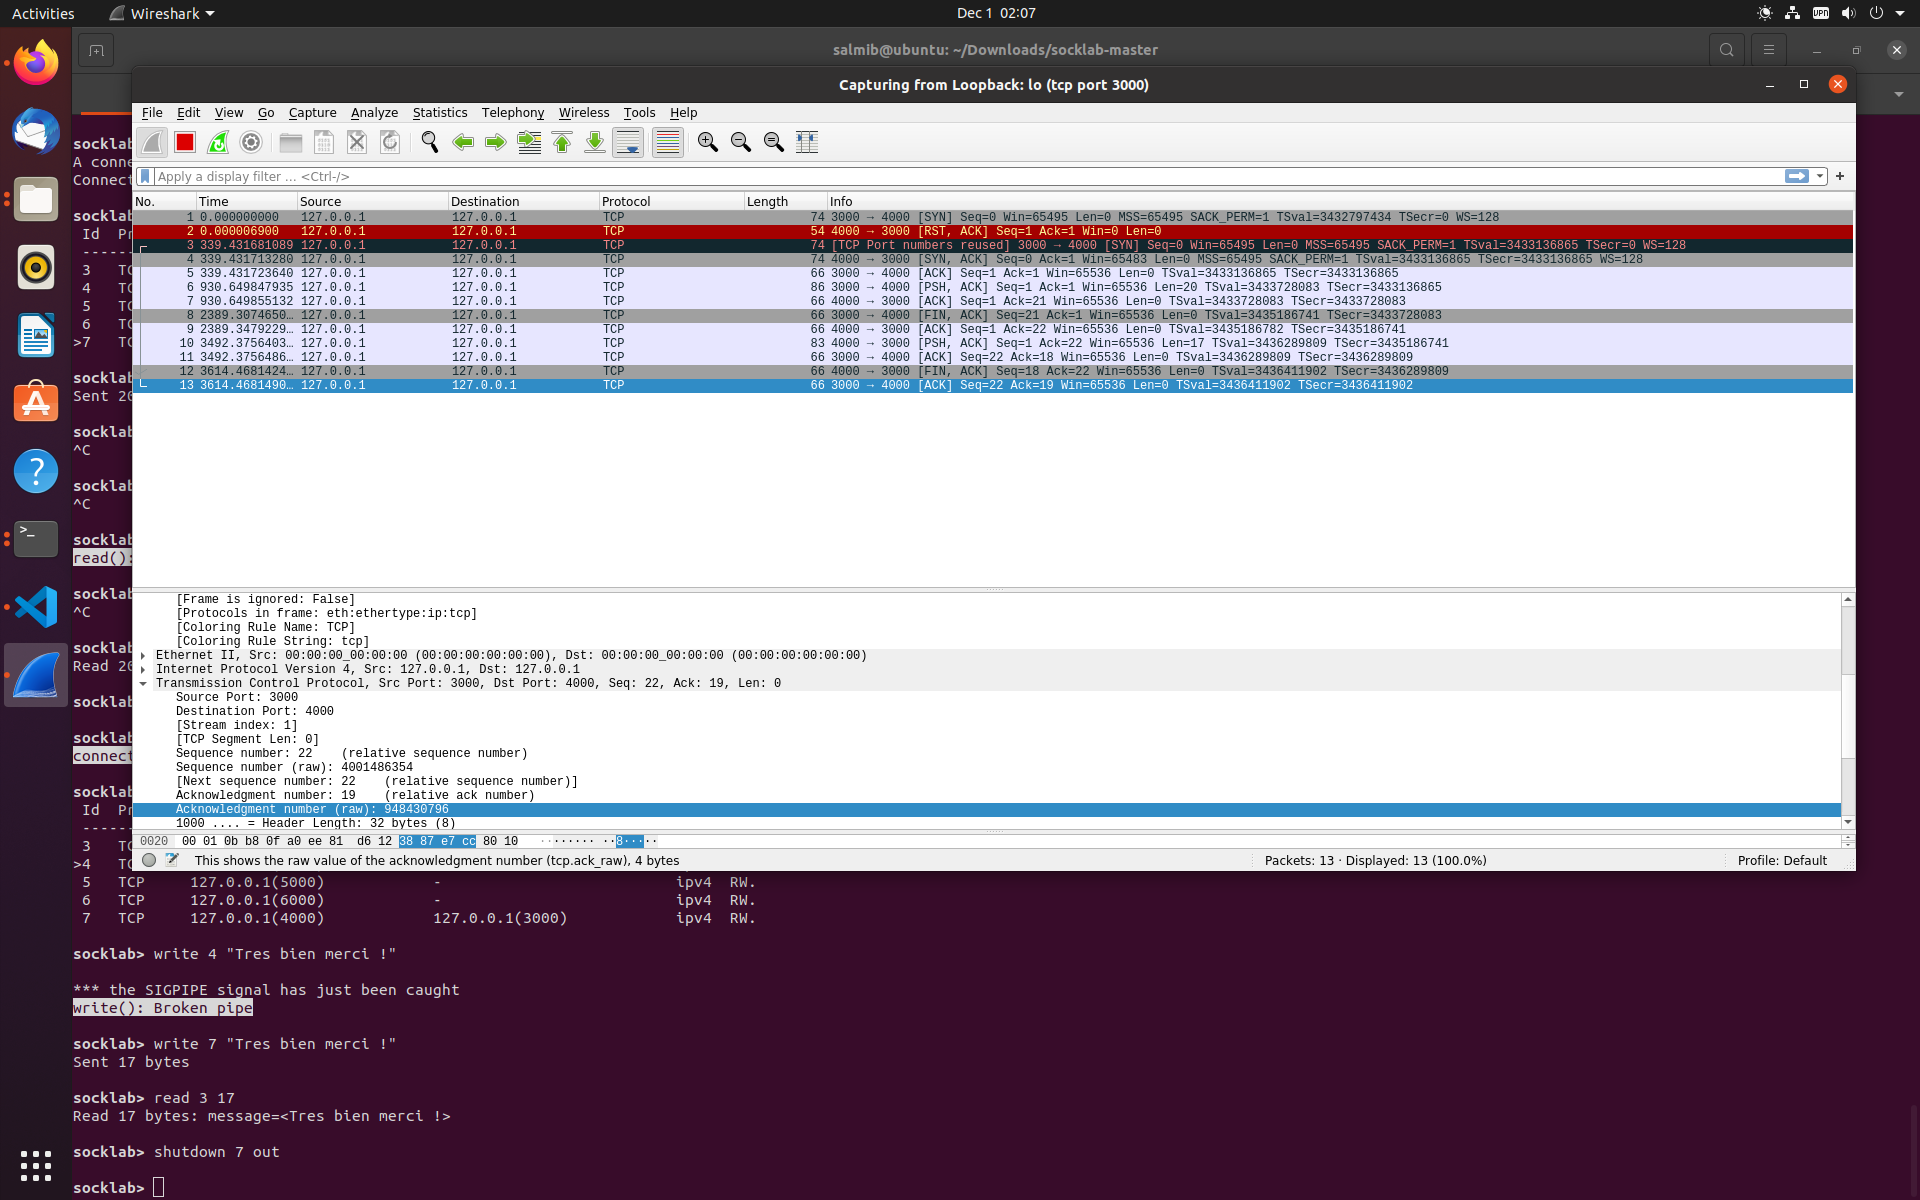 Activities
Wireshark
Dec 1 02:07
VPN
salmib@ubuntu: ~/Downloads/socklab-master
Capturing from Loopback: lo (tcp port 3000)
File Edit View Go Capture Analyze Statistics Telephony Wireless Tools Help
Apply a display filter ... <Ctrl-/>
No. Time Source Destination Protocol Length Info
1 0.000000000 127.0.0.1 127.0.0.1 TCP 74 3000 → 4000 [SYN] Seq=0 Win=65495 Len=0 MSS=65495 SACK_PERM=1 TSval=3432797434 TSecr=0 WS=128
2 0.000006900 127.0.0.1 127.0.0.1 TCP 54 4000 → 3000 [RST, ACK] Seq=1 Ack=1 Win=0 Len=0
3 339.431681089 127.0.0.1 127.0.0.1 TCP 74 [TCP Port numbers reused] 3000 → 4000 [SYN] Seq=0 Win=65495 Len=0 MSS=65495 SACK_PERM=1 TSval=3433136865 TSecr=0 WS=128
4 339.431713280 127.0.0.1 127.0.0.1 TCP 74 4000 → 3000 [SYN, ACK] Seq=0 Ack=1 Win=65483 Len=0 MSS=65495 SACK_PERM=1 TSval=3433136865 TSecr=3433136865 WS=128
5 339.431723640 127.0.0.1 127.0.0.1 TCP 66 3000 → 4000 [ACK] Seq=1 Ack=1 Win=65536 Len=0 TSval=3433136865 TSecr=3433136865
6 930.649847935 127.0.0.1 127.0.0.1 TCP 86 3000 → 4000 [PSH, ACK] Seq=1 Ack=1 Win=65536 Len=20 TSval=3433728083 TSecr=3433136865
7 930.649855132 127.0.0.1 127.0.0.1 TCP 66 4000 → 3000 [ACK] Seq=1 Ack=21 Win=65536 Len=0 TSval=3433728083 TSecr=3433728083
8 2389.3074650… 127.0.0.1 127.0.0.1 TCP 66 3000 → 4000 [FIN, ACK] Seq=21 Ack=1 Win=65536 Len=0 TSval=3435186741 TSecr=3433728083
9 2389.3479229… 127.0.0.1 127.0.0.1 TCP 66 4000 → 3000 [ACK] Seq=1 Ack=22 Win=65536 Len=0 TSval=3435186782 TSecr=3435186741
10 3492.3756403… 127.0.0.1 127.0.0.1 TCP 83 4000 → 3000 [PSH, ACK] Seq=1 Ack=22 Win=65536 Len=17 TSval=3436289809 TSecr=3435186741
11 3492.3756486… 127.0.0.1 127.0.0.1 TCP 66 3000 → 4000 [ACK] Seq=22 Ack=18 Win=65536 Len=0 TSval=3436289809 TSecr=3436289809
12 3614.4681424… 127.0.0.1 127.0.0.1 TCP 66 4000 → 3000 [FIN, ACK] Seq=18 Ack=22 Win=65536 Len=0 TSval=3436411902 TSecr=3436289809
13 3614.4681490… 127.0.0.1 127.0.0.1 TCP 66 3000 → 4000 [ACK] Seq=22 Ack=19 Win=65536 Len=0 TSval=3436411902 TSecr=3436411902
[Frame is ignored: False]
[Protocols in frame: eth:ethertype:ip:tcp]
[Coloring Rule Name: TCP]
[Coloring Rule String: tcp]
Ethernet II, Src: 00:00:00_00:00:00 (00:00:00:00:00:00), Dst: 00:00:00_00:00:00 (00:00:00:00:00:00)
Internet Protocol Version 4, Src: 127.0.0.1, Dst: 127.0.0.1
Transmission Control Protocol, Src Port: 3000, Dst Port: 4000, Seq: 22, Ack: 19, Len: 0
Source Port: 3000
Destination Port: 4000
[Stream index: 1]
[TCP Segment Len: 0]
Sequence number: 22 (relative sequence number)
Sequence number (raw): 4001486354
[Next sequence number: 22 (relative sequence number)]
Acknowledgment number: 19 (relative ack number)
Acknowledgment number (raw): 948430796
1000 .... = Header Length: 32 bytes (8)
0020 00 01 0b b8 0f a0 ee 81 d6 12 38 87 e7 cc 80 10 ········ ··8·····
This shows the raw value of the acknowledgment number (tcp.ack_raw), 4 bytes
Packets: 13 · Displayed: 13 (100.0%)
Profile: Default
socklab
A conne
Connect
socklab
Id Pr
------
3 TC
4 TC
5 TC
6 TC
>7 TC
socklab
Sent 20
socklab
^C
socklab
^C
socklab
read():
socklab
^C
socklab
Read 20
socklab
socklab
connect
socklab
Id Pr
------
3 TC
>4 TC
5 TCP 127.0.0.1(5000) - ipv4 RW.
6 TCP 127.0.0.1(6000) - ipv4 RW.
7 TCP 127.0.0.1(4000) 127.0.0.1(3000) ipv4 RW.
socklab> write 4 "Tres bien merci !"
*** the SIGPIPE signal has just been caught
write(): Broken pipe
socklab> write 7 "Tres bien merci !"
Sent 17 bytes
socklab> read 3 17
Read 17 bytes: message=<Tres bien merci !>
socklab> shutdown 7 out
socklab>